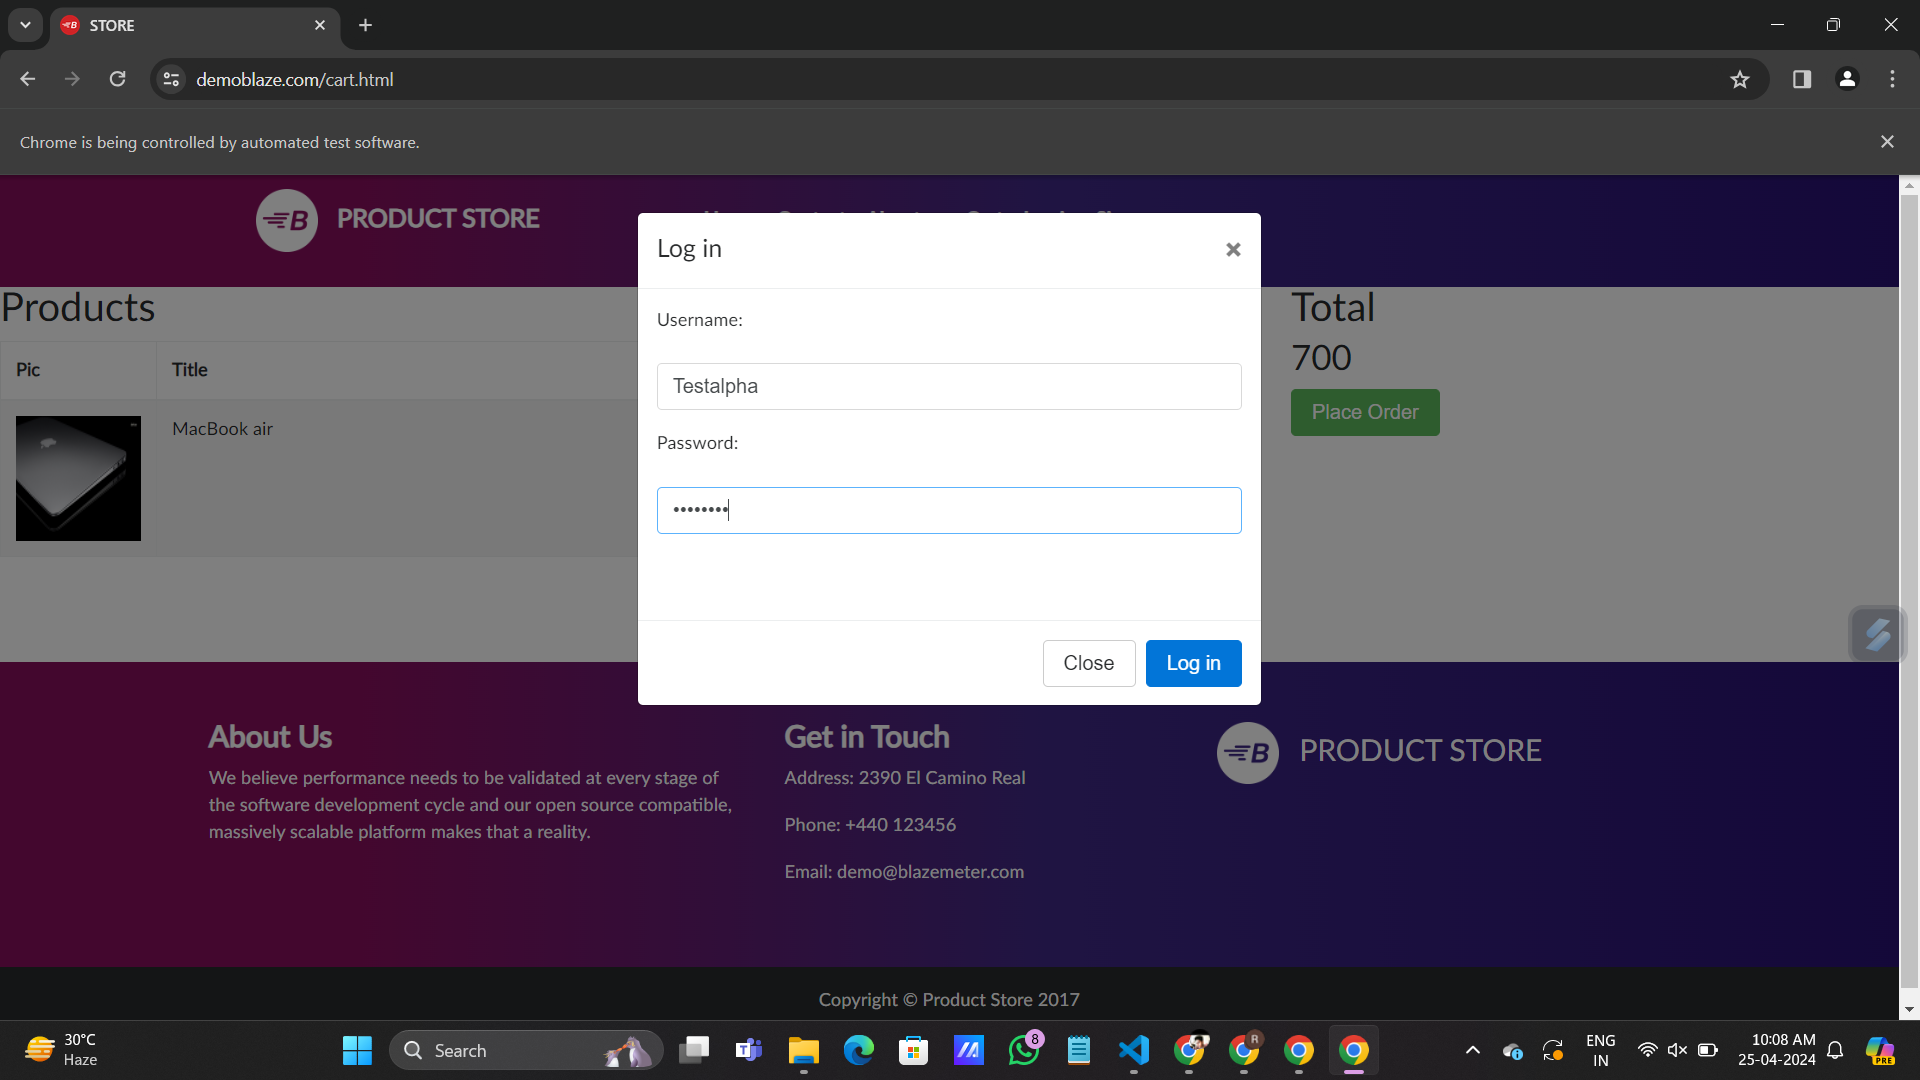 STORE
demoblaze.com/cart.html
Chrome is being controlled by automated test software.
B PRODUCT STORE
Log in ×
Username:
Testalpha
Password:
••••••••
Close Log in
Products
Pic Title
MacBook air
Total
700
Place Order
About Us
We believe performance needs to be validated at every stage of
the software development cycle and our open source compatible,
massively scalable platform makes that a reality.
Get in Touch
Address: 2390 El Camino Real
Phone: +440 123456
Email: demo@blazemeter.com
B PRODUCT STORE
Copyright © Product Store 2017
30°C
Haze
Search
8
R
ENG
IN
10:08 AM
25-04-2024
PRE